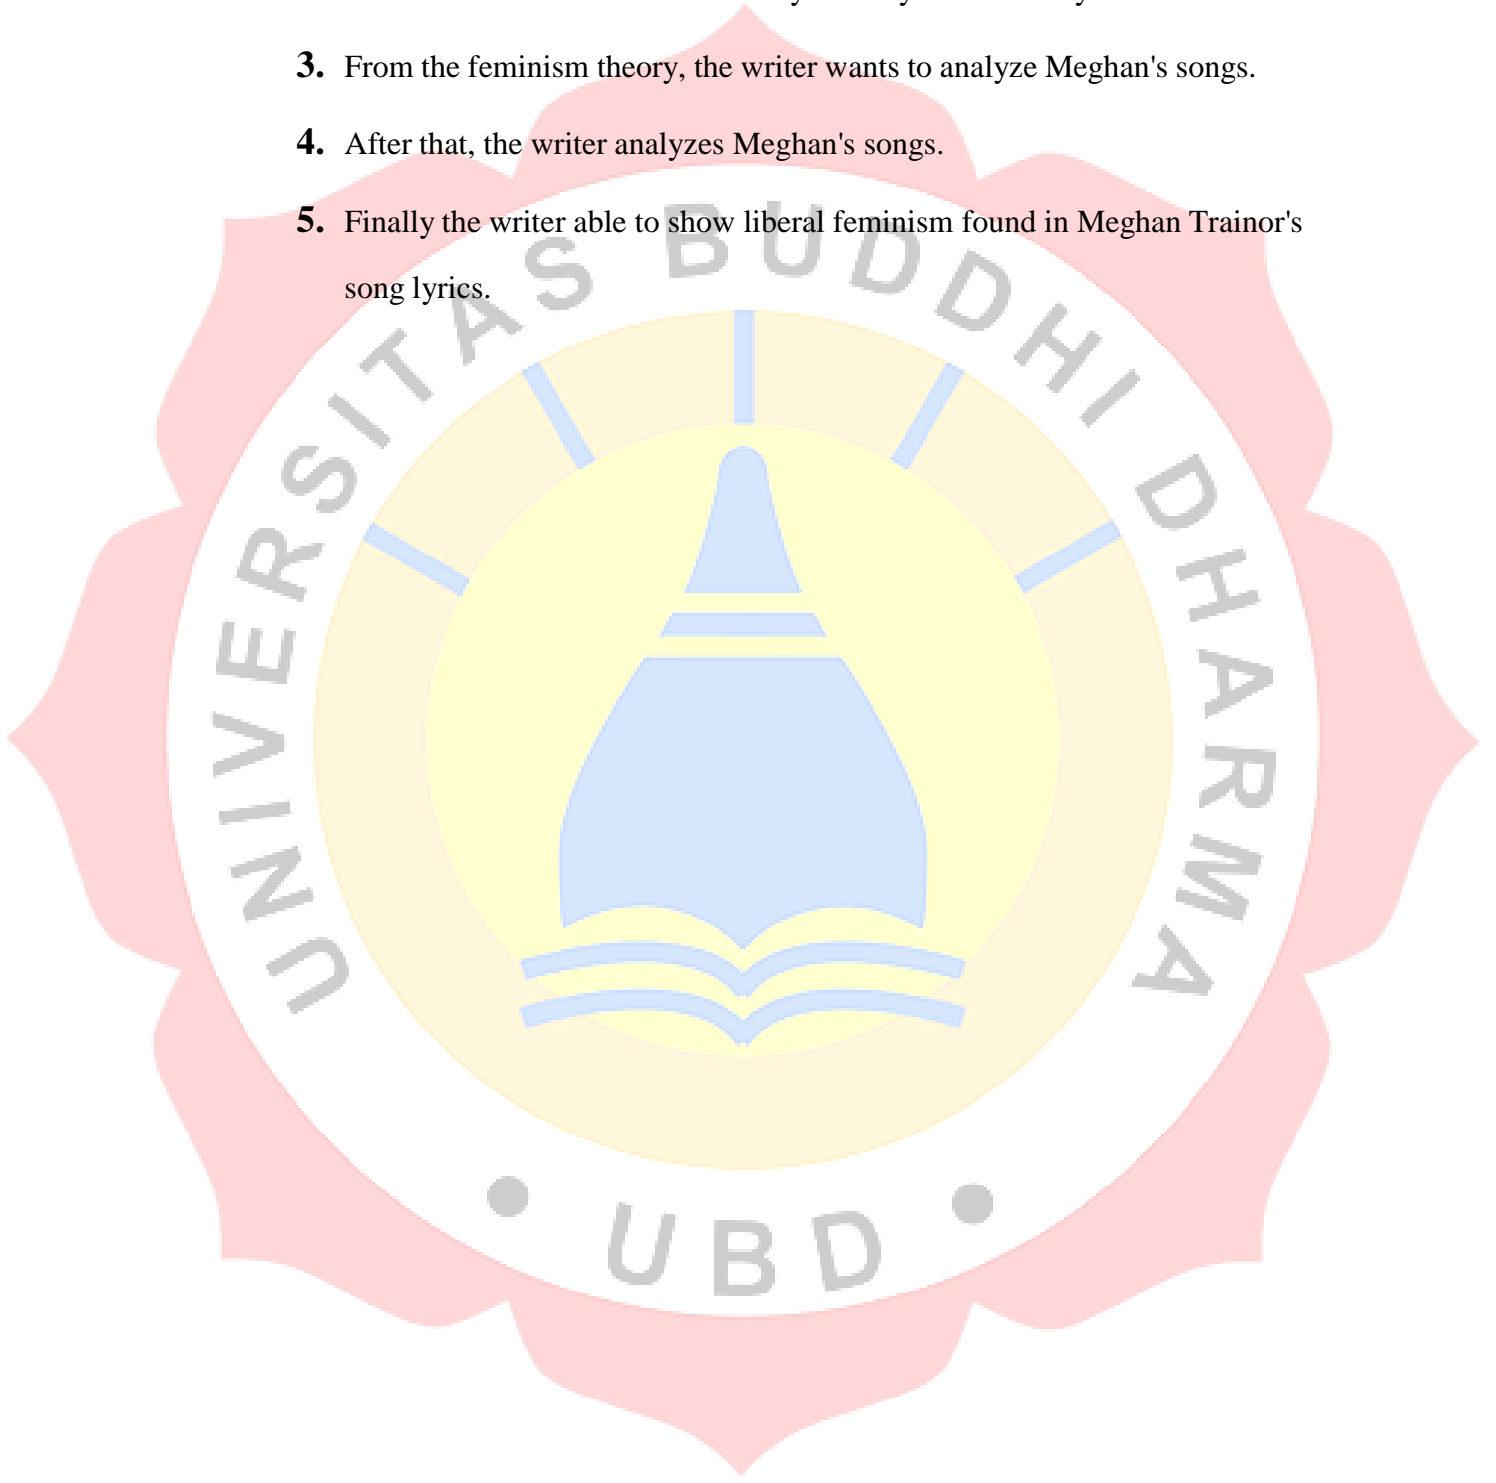 3. From the feminism theory, the writer wants to analyze Meghan's songs.
4. After that, the writer analyzes Meghan's songs.
5. Finally the writer able to show liberal feminism found in Meghan Trainor's
song lyrics.
UNIVERSITAS BUDDHI DHARMA
• UBD •